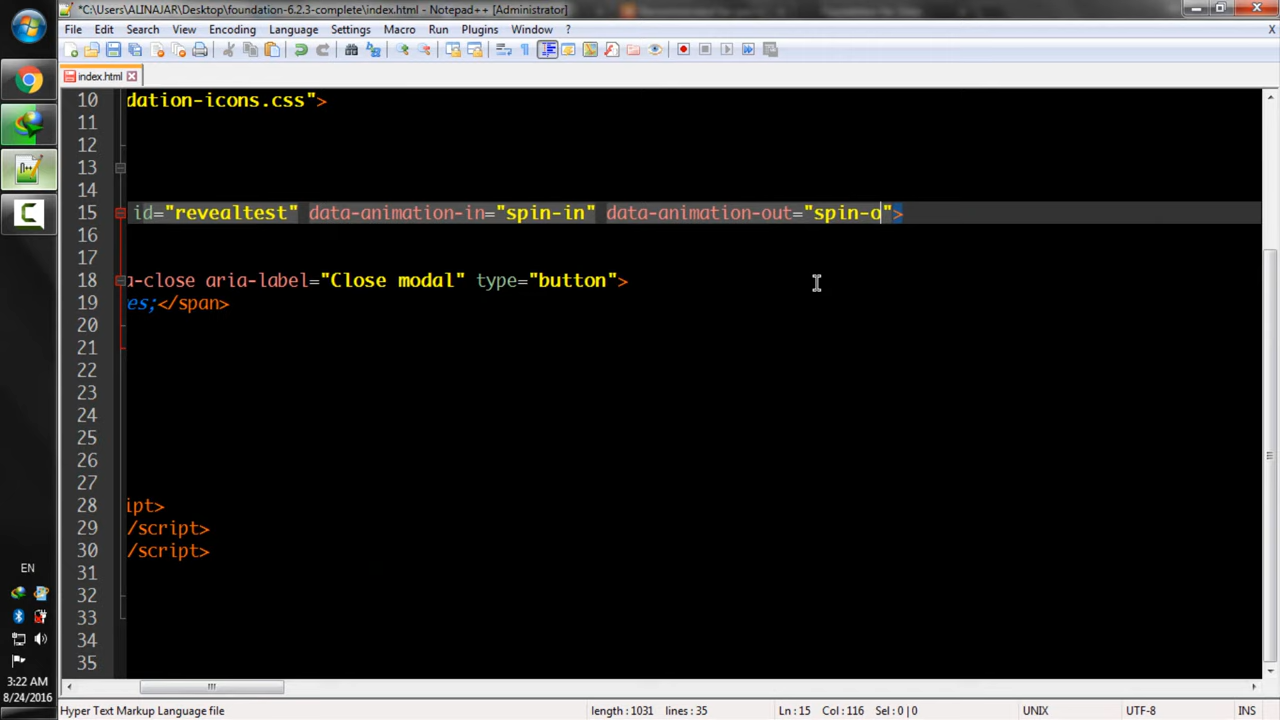 *C:\Users\ALINAJAR\Desktop\foundation-6.2.3-complete\index.html - Notepad++ [Administrator]
File Edit Search View Encoding Language Settings Macro Run Plugins Window ?
X
index.html
10 dation-icons.css">
11
12
13
14
15 id="revealtest" data-animation-in="spin-in" data-animation-out="spin-o">
16
17
18 a-close aria-label="Close modal" type="button">
19 es;</span>
20
21
22
23
24
25
26
27
28 ipt>
29 /script>
30 /script>
31
32
33
34
35
EN
3:22 AM
8/24/2016
Hyper Text Markup Language file length : 1031 lines : 35 Ln : 15 Col : 116 Sel : 0 | 0 UNIX UTF-8 INS